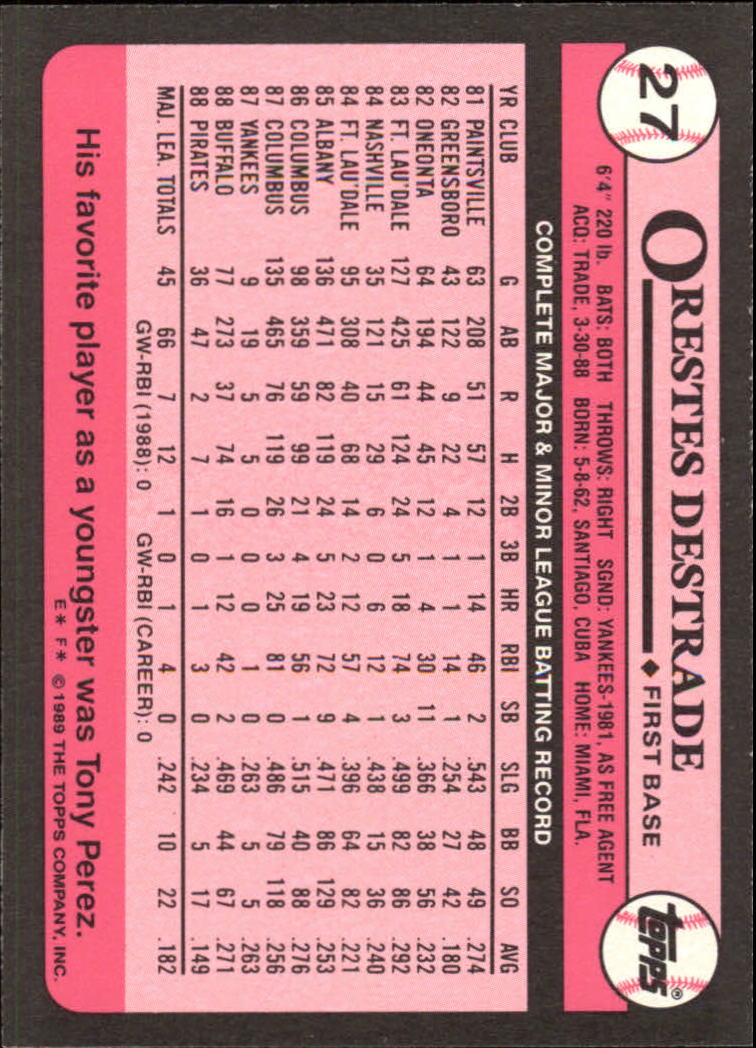 27
ORESTES DESTRADE ◆ FIRST BASE
topps®
6'4" 220 lb. BATS: BOTH THROWS: RIGHT SGND: YANKEES-1981, AS FREE AGENT
ACQ: TRADE, 3-30-88 BORN: 5-8-62, SANTIAGO, CUBA HOME: MIAMI, FLA.
COMPLETE MAJOR & MINOR LEAGUE BATTING RECORD
YR CLUB G AB R H 2B 3B HR RBI SB SLG BB SO AVG
81 PAINTSVILLE 63 208 51 57 12 1 14 46 2 .543 48 49 .274
82 GREENSBORO 43 122 9 22 4 1 1 14 1 .254 27 42 .180
82 ONEONTA 64 194 44 45 12 1 4 30 11 .366 38 56 .232
83 FT. LAU'DALE 127 425 61 124 24 5 18 74 3 .499 82 86 .292
84 NASHVILLE 35 121 15 29 6 0 6 12 1 .438 15 36 .240
84 FT. LAU'DALE 95 308 40 68 14 2 12 57 4 .396 64 82 .221
85 ALBANY 136 471 82 119 24 5 23 72 9 .471 86 129 .253
86 COLUMBUS 98 359 59 99 21 4 19 56 1 .515 40 88 .276
87 COLUMBUS 135 465 76 119 26 3 25 81 0 .486 79 118 .256
87 YANKEES 9 19 5 5 0 0 0 1 0 .263 5 5 .263
88 BUFFALO 77 273 37 74 16 1 12 42 2 .469 44 67 .271
88 PIRATES 36 47 2 7 1 0 1 3 0 .234 5 17 .149
MAJ. LEA. TOTALS 45 66 7 12 1 0 1 4 0 .242 10 22 .182
GW-RBI (1988): 0 GW-RBI (CAREER): 0
His favorite player as a youngster was Tony Perez.
E* F* © 1989 THE TOPPS COMPANY, INC.